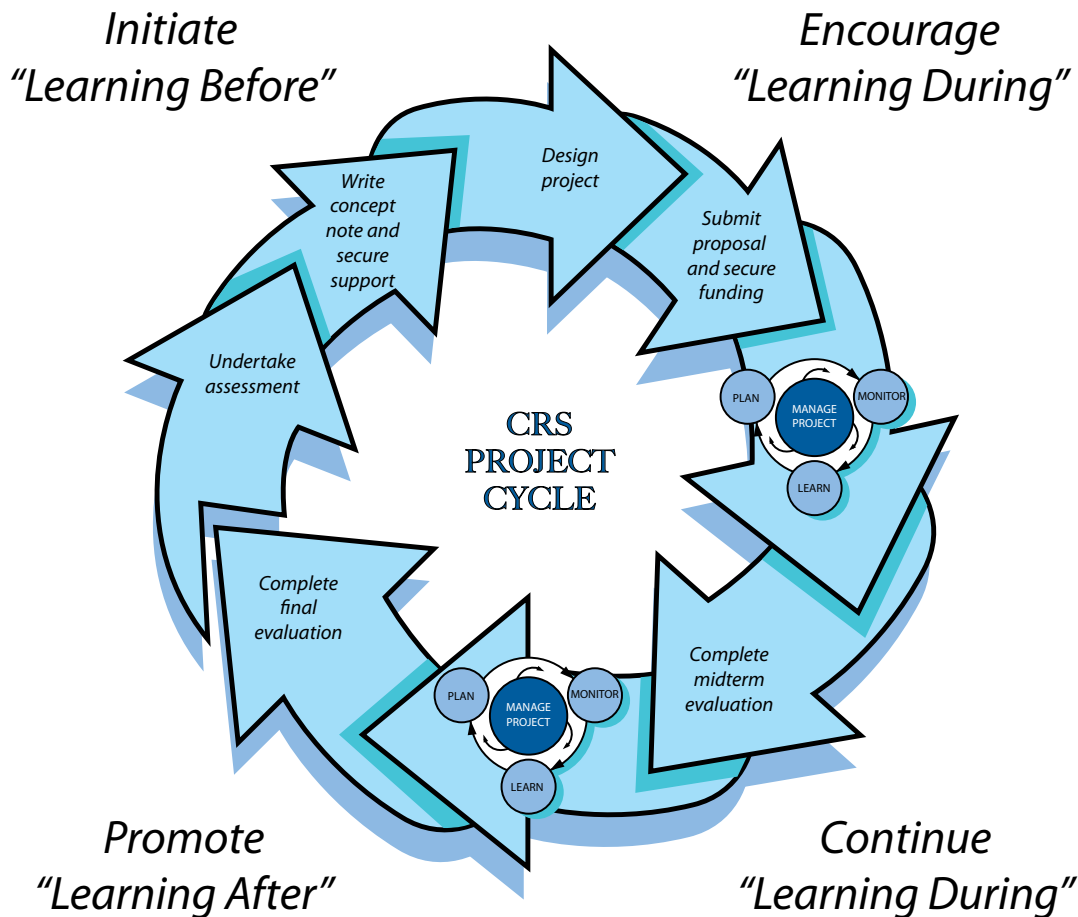 Initiate
“Learning Before”
Encourage
“Learning During”
Design
project
Write
concept
note and
secure
support
Submit
proposal
and secure
funding
Undertake
assessment
PLAN
MONITOR
MANAGE
PROJECT
LEARN
CRS
PROJECT
CYCLE
Complete
final
evaluation
Complete
midterm
evaluation
PLAN
MONITOR
MANAGE
PROJECT
LEARN
Promote
“Learning After”
Continue
“Learning During”